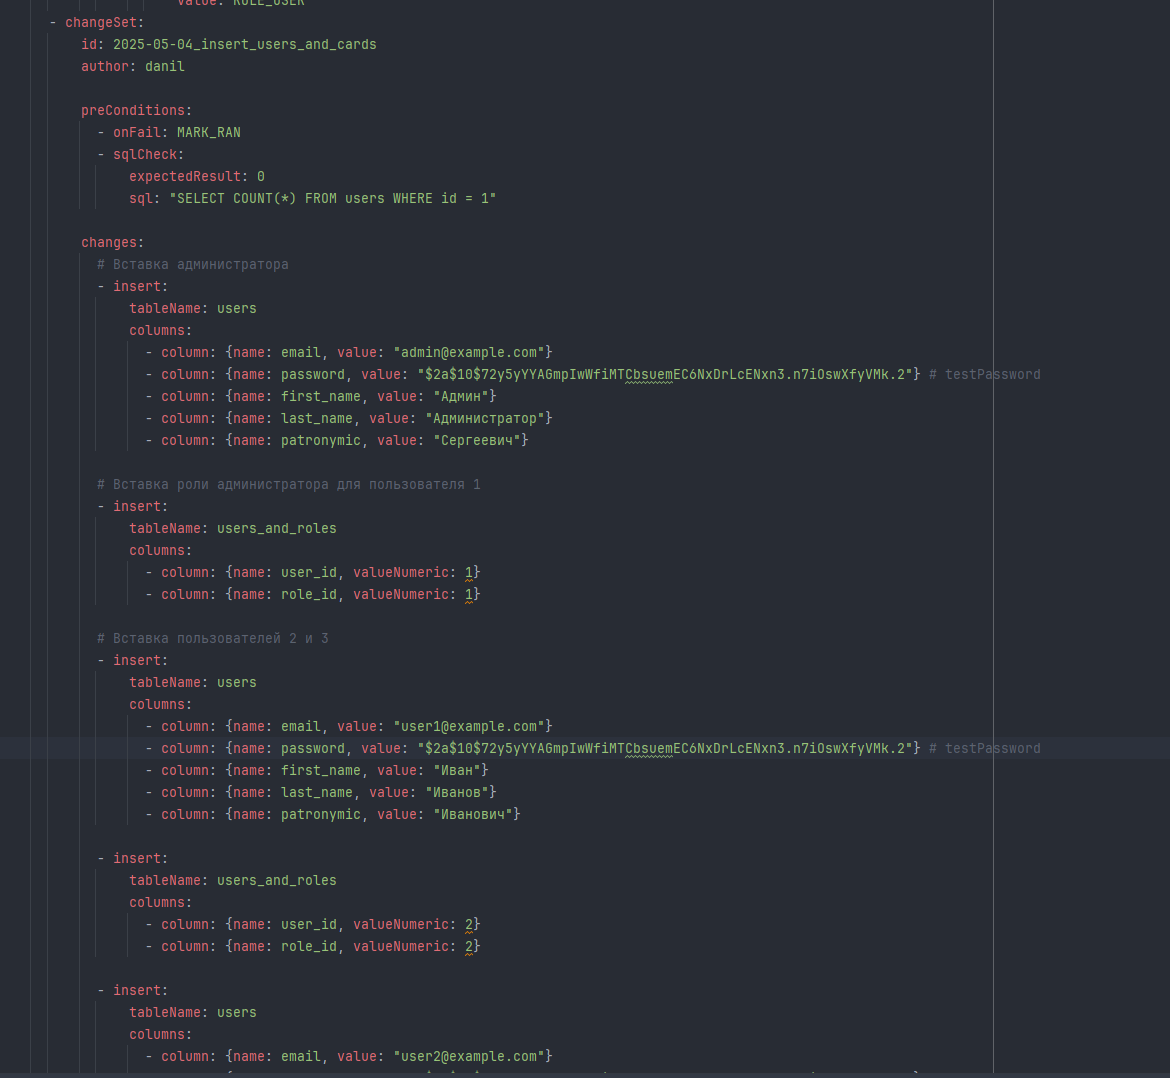 value: ROLE_USER
- changeSet:
id: 2025-05-04_insert_users_and_cards
author: danil
preConditions:
- onFail: MARK_RAN
- sqlCheck:
expectedResult: 0
sql: "SELECT COUNT(*) FROM users WHERE id = 1"
changes:
# Вставка администратора
- insert:
tableName: users
columns:
- column: {name: email, value: "admin@example.com"}
- column: {name: password, value: "$2a$10$72y5yYYAGmpIwWfiMTCbsuemEC6NxDrLcENxn3.n7iOswXfyVMk.2"} # testPassword
- column: {name: first_name, value: "Админ"}
- column: {name: last_name, value: "Администратор"}
- column: {name: patronymic, value: "Сергеевич"}
# Вставка роли администратора для пользователя 1
- insert:
tableName: users_and_roles
columns:
- column: {name: user_id, valueNumeric: 1}
- column: {name: role_id, valueNumeric: 1}
# Вставка пользователей 2 и 3
- insert:
tableName: users
columns:
- column: {name: email, value: "user1@example.com"}
- column: {name: password, value: "$2a$10$72y5yYYAGmpIwWfiMTCbsuemEC6NxDrLcENxn3.n7iOswXfyVMk.2"} # testPassword
- column: {name: first_name, value: "Иван"}
- column: {name: last_name, value: "Иванов"}
- column: {name: patronymic, value: "Иванович"}
- insert:
tableName: users_and_roles
columns:
- column: {name: user_id, valueNumeric: 2}
- column: {name: role_id, valueNumeric: 2}
- insert:
tableName: users
columns:
- column: {name: email, value: "user2@example.com"}